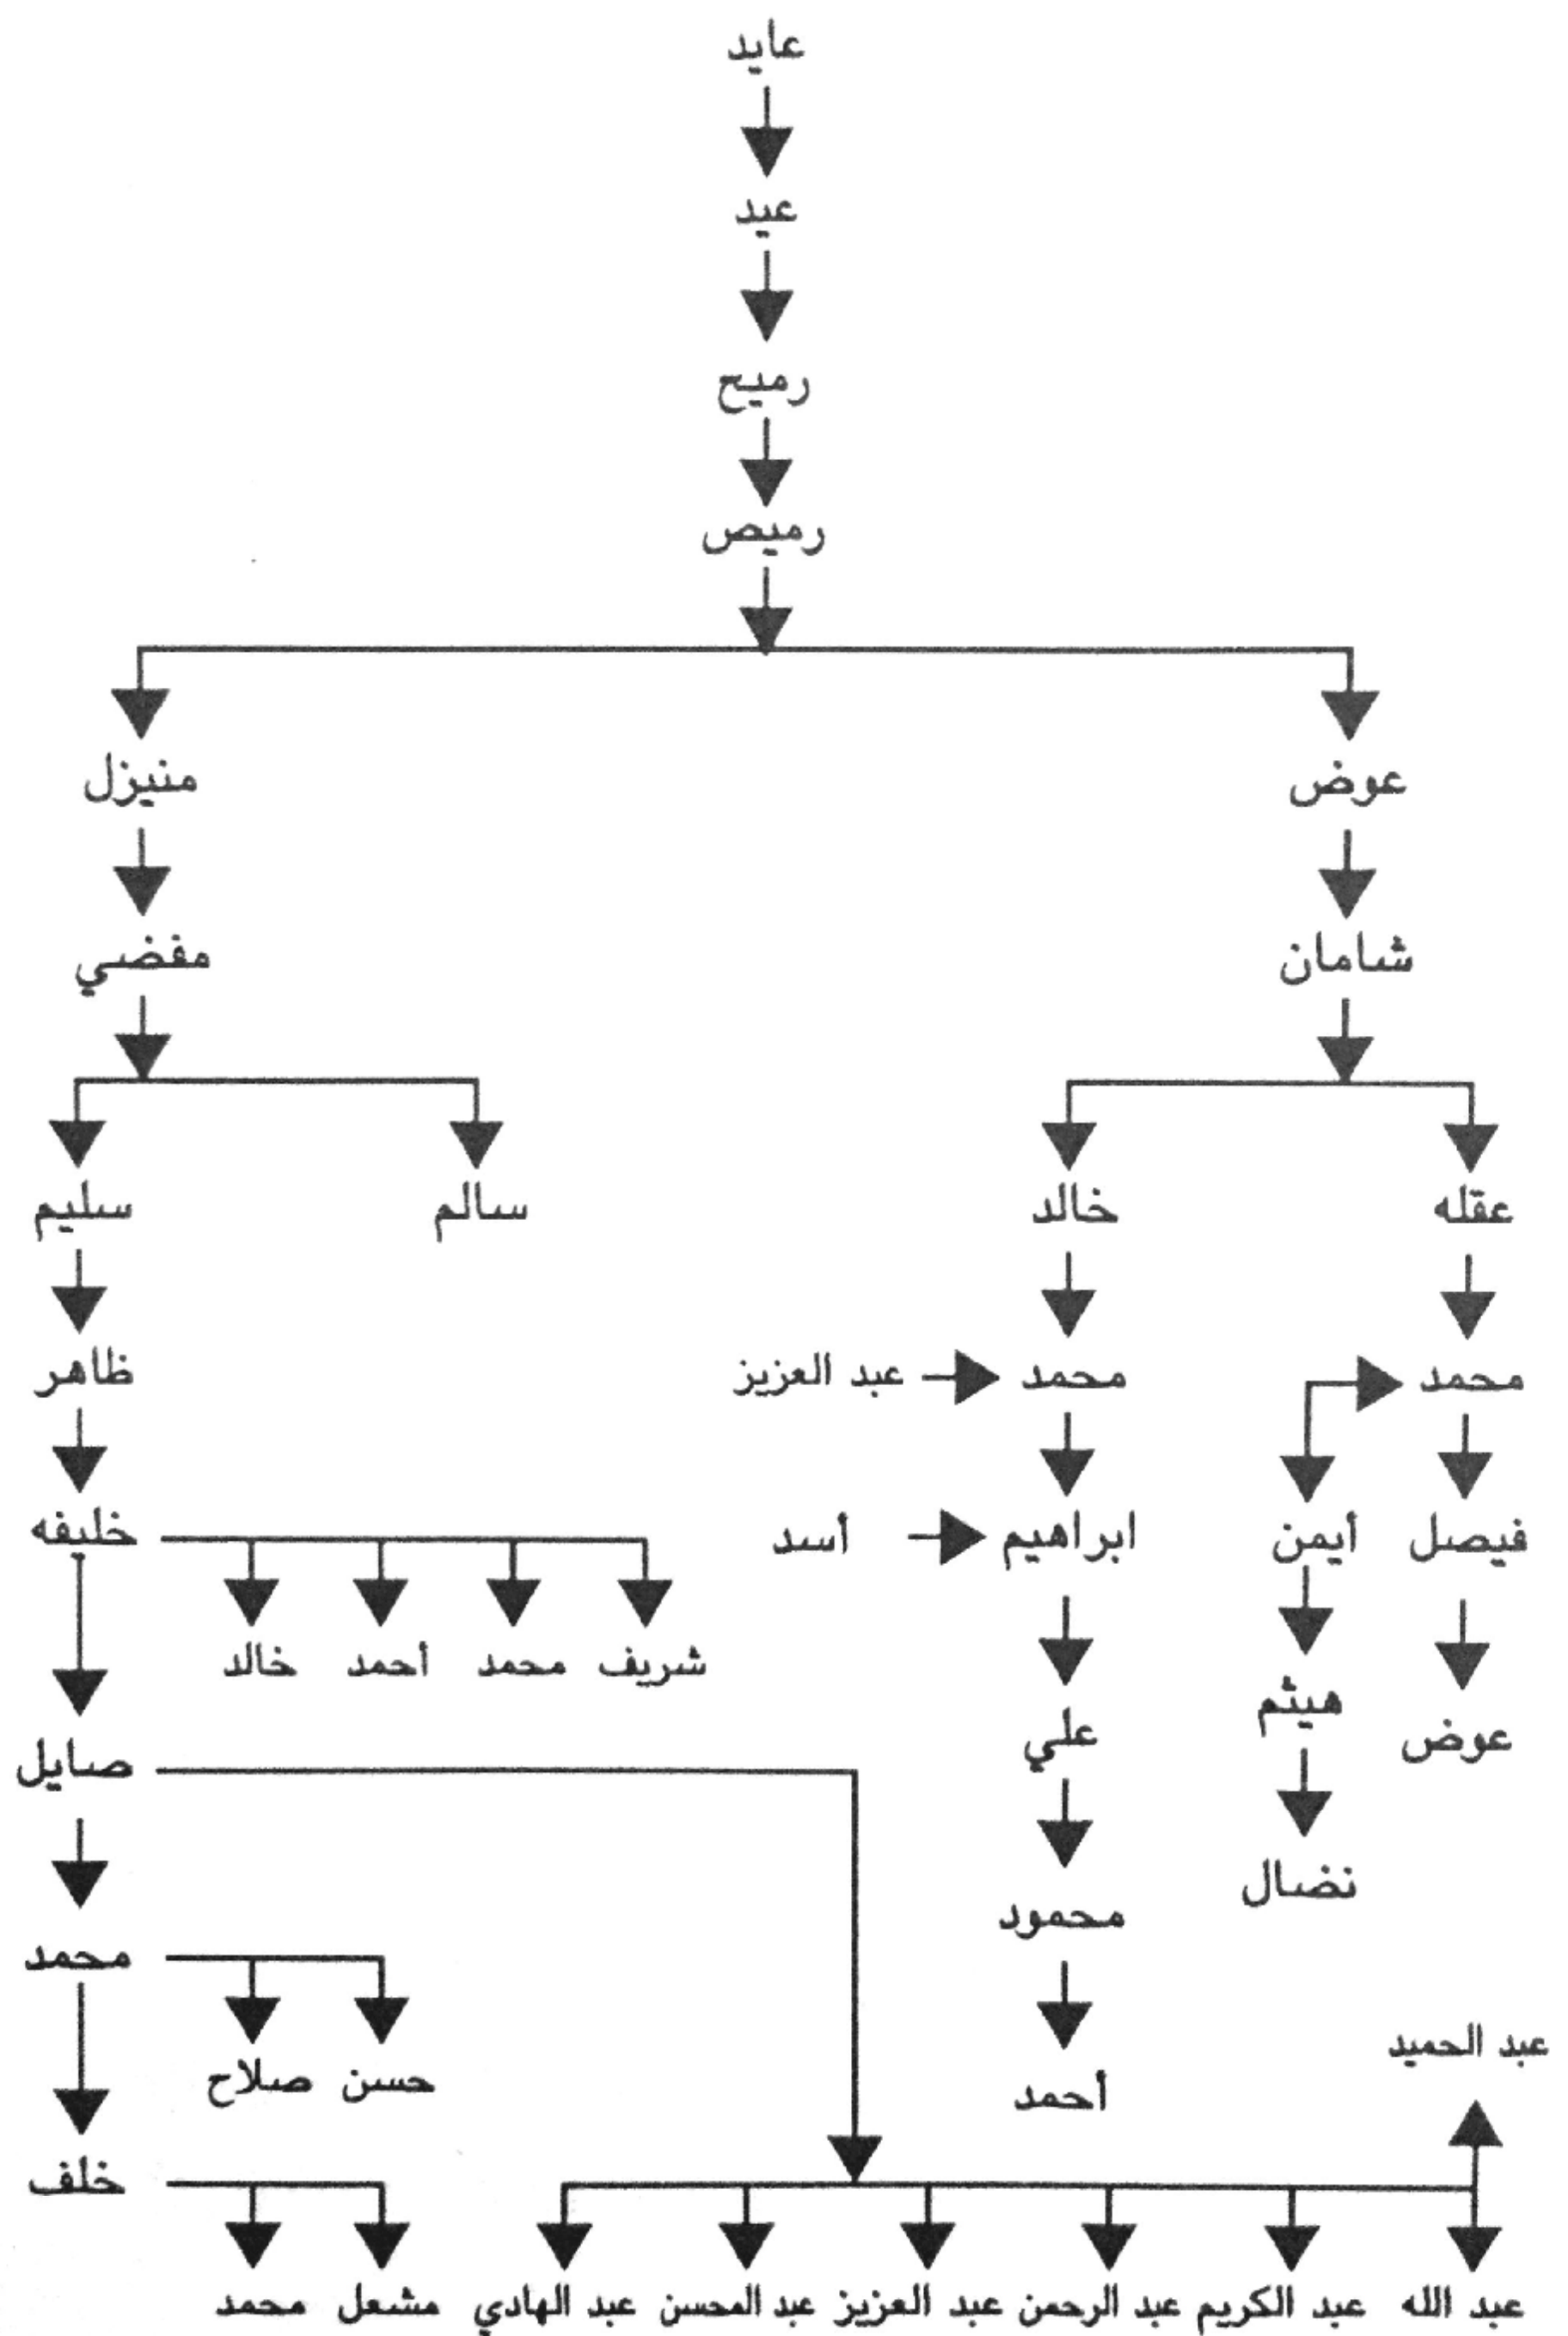 عايد
عيد
رميح
رميص
عوض منيزل
شامان مفضي
عقله خالد سالم سليم
محمد محمد عبد العزيز ظاهر
فيصل أيمن ابراهيم أسد خليفه
شريف محمد أحمد خالد
عوض هيثم علي صايل
نضال محمود محمد
عبد الحميد أحمد حسن صلاح
خلف
عبد الله عبد الكريم عبد الرحمن عبد العزيز عبد المحسن عبد الهادي مشعل محمد